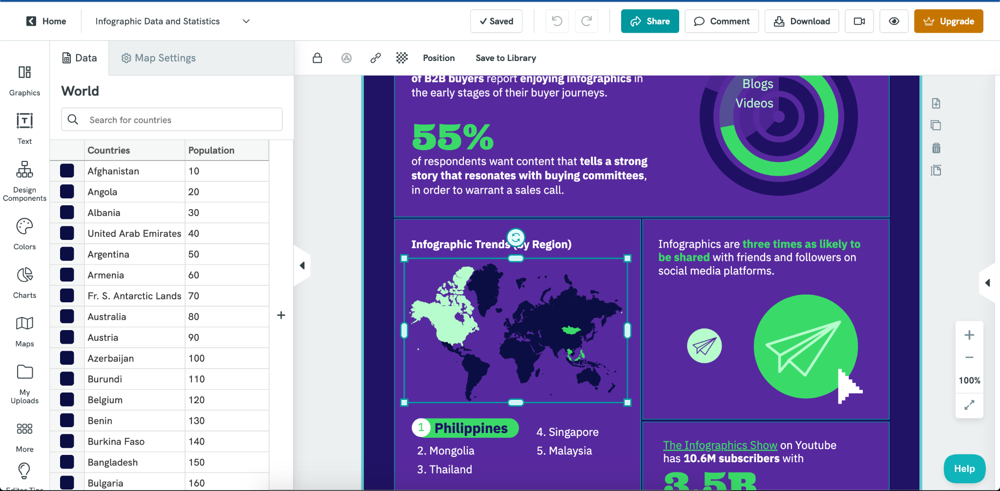 Home
Infographic Data and Statistics
Saved
Share
Comment
Download
Upgrade
Data
Map Settings
Position
Save to Library
Graphics
Text
Design
Components
Colors
Charts
Maps
My
Uploads
More
Editor Tips
World
Search for countries
Countries Population
Afghanistan 10
Angola 20
Albania 30
United Arab Emirates 40
Argentina 50
Armenia 60
Fr. S. Antarctic Lands 70
Australia 80
Austria 90
Azerbaijan 100
Burundi 110
Belgium 120
Benin 130
Burkina Faso 140
Bangladesh 150
Bulgaria 160
of B2B buyers report enjoying infographics in
the early stages of their buyer journeys.
55%
of respondents want content that tells a strong
story that resonates with buying committees,
in order to warrant a sales call.
Blogs
Videos
Infographic Trends (by Region)
1 Philippines
2. Mongolia
3. Thailand
4. Singapore
5. Malaysia
Infographics are three times as likely to
be shared with friends and followers on
social media platforms.
The Infographics Show on Youtube
has 10.6M subscribers with
3.5B
100%
Help